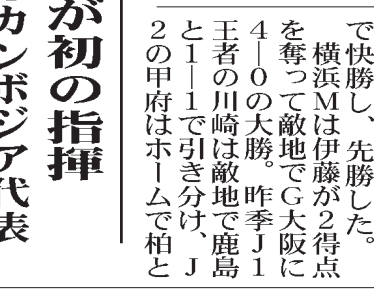 で快勝し、先勝した。
横浜Mは伊藤が2得点
を奪って敵地でG大阪に
4―0の大勝。昨季J1
王者の川崎は敵地で鹿島
と1―1で引き分け、J
2の甲府はホームで柏と
が初の指揮
カンボジア代表